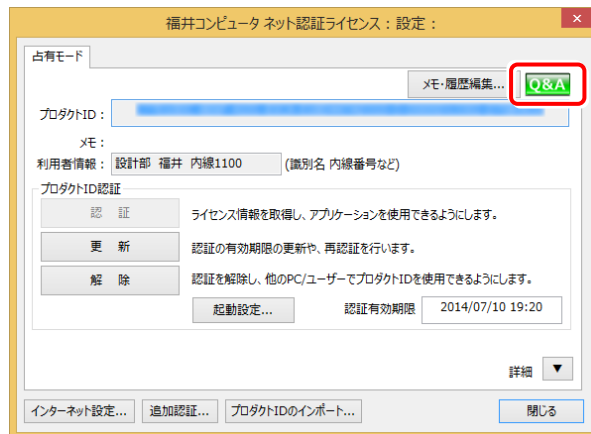 福井コンピュータ ネット認証ライセンス：設定：
占有モード
メモ・履歴編集...
Q&A
プロダクトID：
メモ：
利用者情報： 設計部 福井 内線1100 (識別名 内線番号など)
プロダクトID認証
認 証 ライセンス情報を取得し、アプリケーションを使用できるようにします。
更 新 認証の有効期限の更新や、再認証を行います。
解 除 認証を解除し、他のPC/ユーザーでプロダクトIDを使用できるようにします。
起動設定... 認証有効期限 2014/07/10 19:20
詳細 ▼
インターネット設定... 追加認証... プロダクトIDのインポート... 閉じる